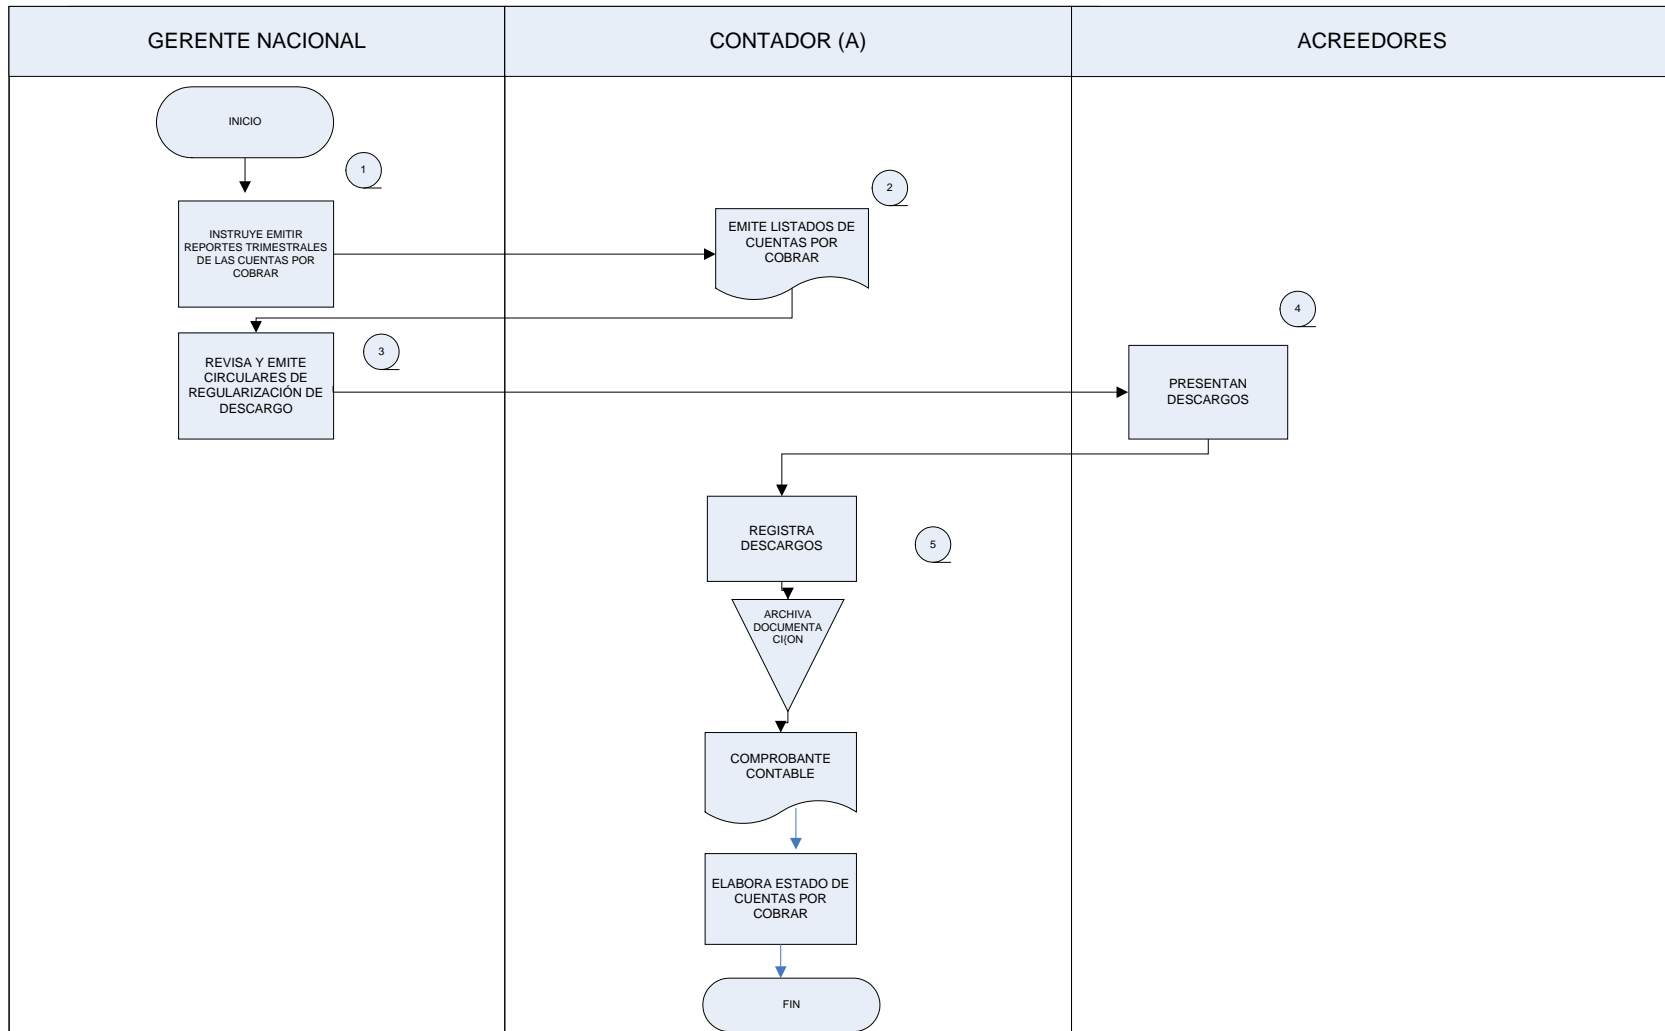 GERENTE NACIONAL
CONTADOR (A)
ACREEDORES
INICIO
1
INSTRUYE EMITIR
REPORTES TRIMESTRALES
DE LAS CUENTAS POR
COBRAR
2
EMITE LISTADOS DE
CUENTAS POR
COBRAR
3
REVISA Y EMITE
CIRCULARES DE
REGULARIZACIÓN DE
DESCARGO
4
PRESENTAN
DESCARGOS
REGISTRA
DESCARGOS
5
ARCHIVA
DOCUMENTA
CI{ON
COMPROBANTE
CONTABLE
ELABORA ESTADO DE
CUENTAS POR
COBRAR
FIN